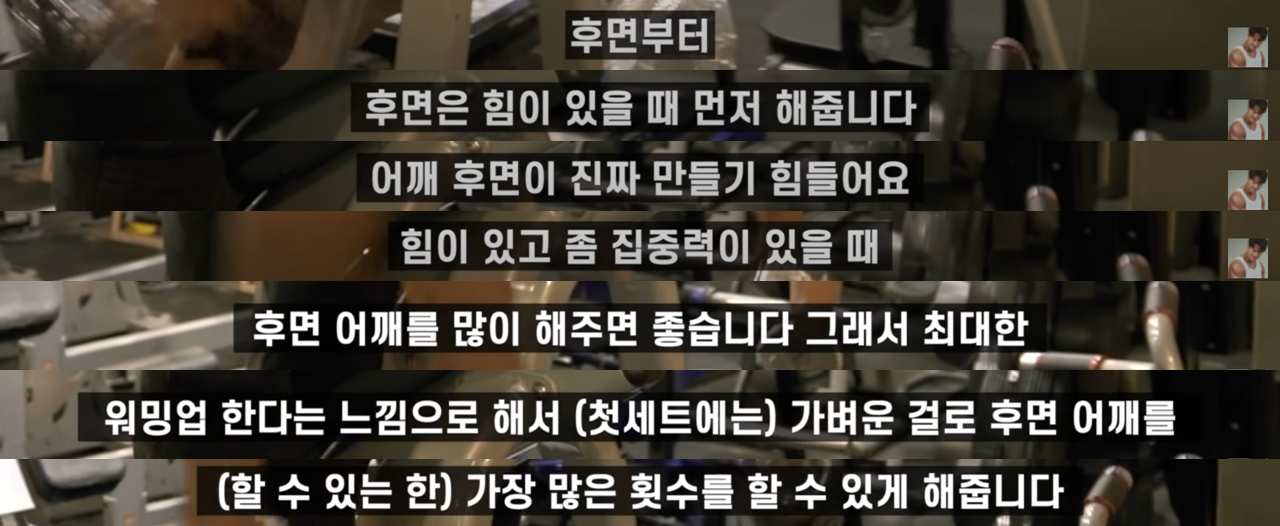 후면부터
후면은 힘이 있을 때 먼저 해줍니다
어깨 후면이 진짜 만들기 힘들어요
힘이 있고 좀 집중력이 있을 때
후면 어깨를 많이 해주면 좋습니다 그래서 최대한
워밍업 한다는 느낌으로 해서 (첫세트에는) 가벼운 걸로 후면 어깨를
(할 수 있는 한) 가장 많은 횟수를 할 수 있게 해줍니다